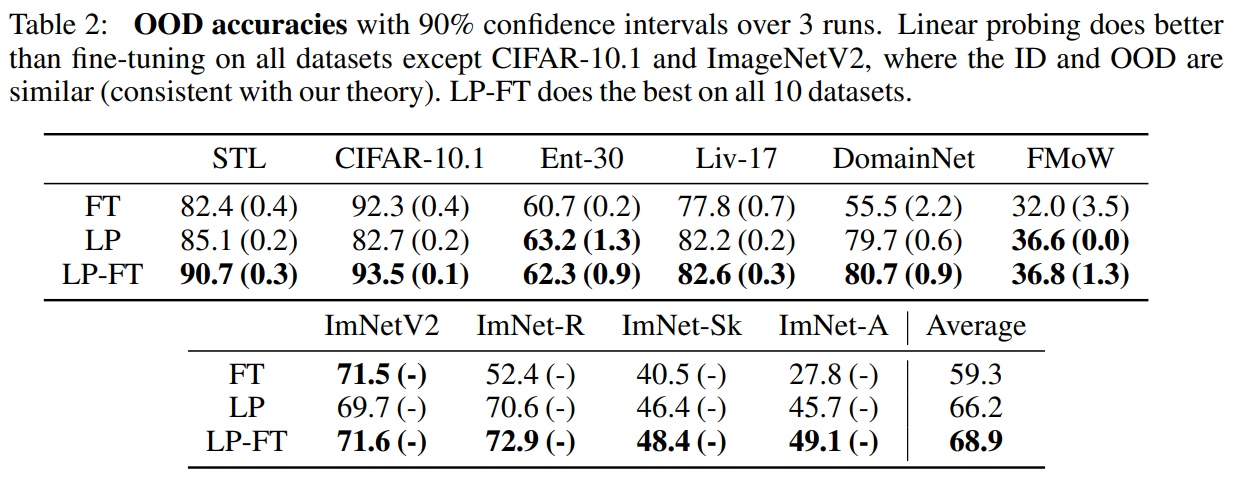 Table 2: OOD accuracies with 90% confidence intervals over 3 runs. Linear probing does better
than fine-tuning on all datasets except CIFAR-10.1 and ImageNetV2, where the ID and OOD are
similar (consistent with our theory). LP-FT does the best on all 10 datasets.
STL CIFAR-10.1 Ent-30 Liv-17 DomainNet FMoW
FT 82.4 (0.4) 92.3 (0.4) 60.7 (0.2) 77.8 (0.7) 55.5 (2.2) 32.0 (3.5)
LP 85.1 (0.2) 82.7 (0.2) 63.2 (1.3) 82.2 (0.2) 79.7 (0.6) 36.6 (0.0)
LP-FT 90.7 (0.3) 93.5 (0.1) 62.3 (0.9) 82.6 (0.3) 80.7 (0.9) 36.8 (1.3)
ImNetV2 ImNet-R ImNet-Sk ImNet-A Average
FT 71.5 (-) 52.4 (-) 40.5 (-) 27.8 (-) 59.3
LP 69.7 (-) 70.6 (-) 46.4 (-) 45.7 (-) 66.2
LP-FT 71.6 (-) 72.9 (-) 48.4 (-) 49.1 (-) 68.9